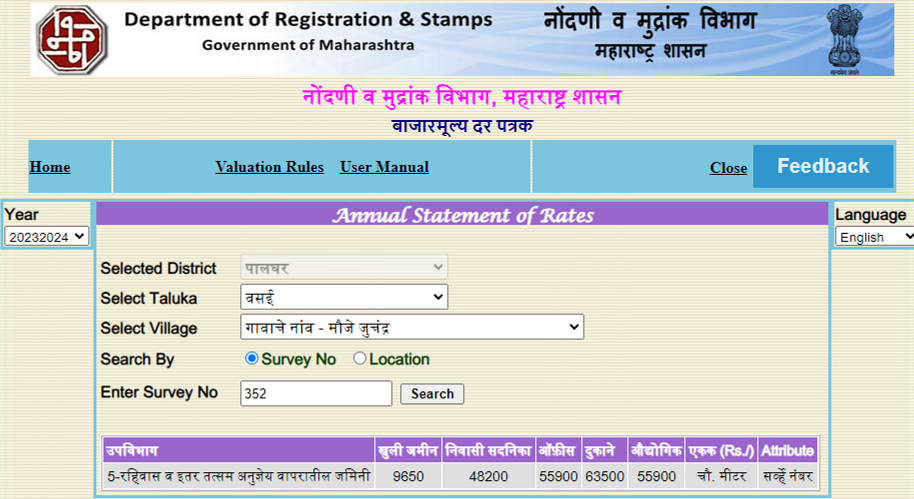 Department of Registration & Stamps
Government of Maharashtra
नोंदणी व मुद्रांक विभाग
महाराष्ट्र शासन
नोंदणी व मुद्रांक विभाग, महाराष्ट्र शासन
बाजारमूल्य दर पत्रक
Home Valuation Rules User Manual Close Feedback
Year
20232024
Annual Statement of Rates
Language
English
Selected District पालघर
Select Taluka वसई
Select Village गावाचे नांव - मौजे जुचंद्र
Search By Survey No Location
Enter Survey No 352 Search
उपविभाग खुली जमीन निवासी सदनिका ऑफ़ीस दुकाने औद्योगिक एकक (Rs./) Attribute
5-रहिवास व इतर तत्सम अनुज्ञेय वापरातील जमिनी 9650 48200 55900 63500 55900 चौ. मीटर सर्व्हे नंबर